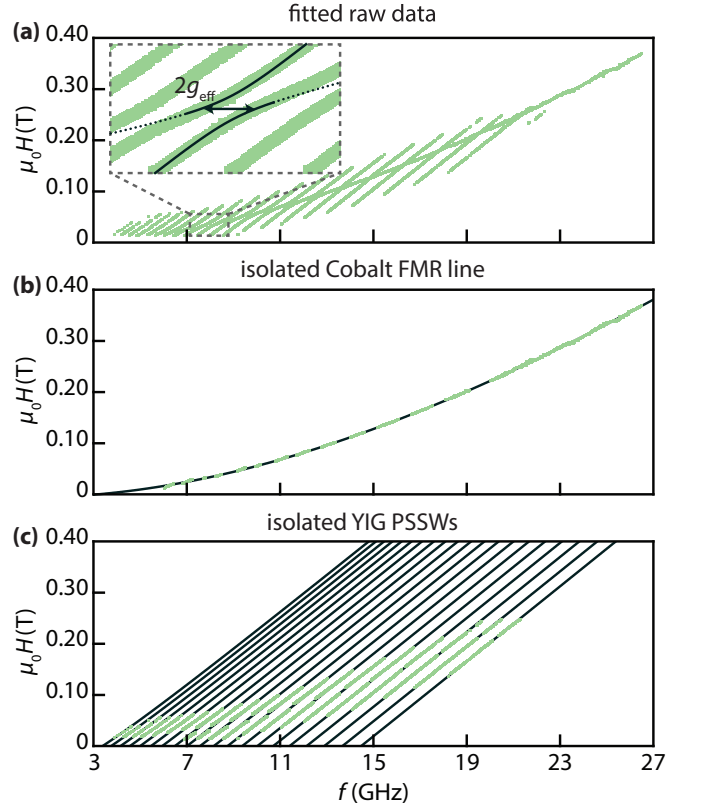 fitted raw data
(a)
0.40
0.30
0.20
0.10
0
μ₀H(T)
2g_eff
isolated Cobalt FMR line
(b)
0.40
0.30
0.20
0.10
0
μ₀H(T)
isolated YIG PSSWs
(c)
0.40
0.30
0.20
0.10
0
μ₀H(T)
3 7 11 15 19 23 27
f (GHz)